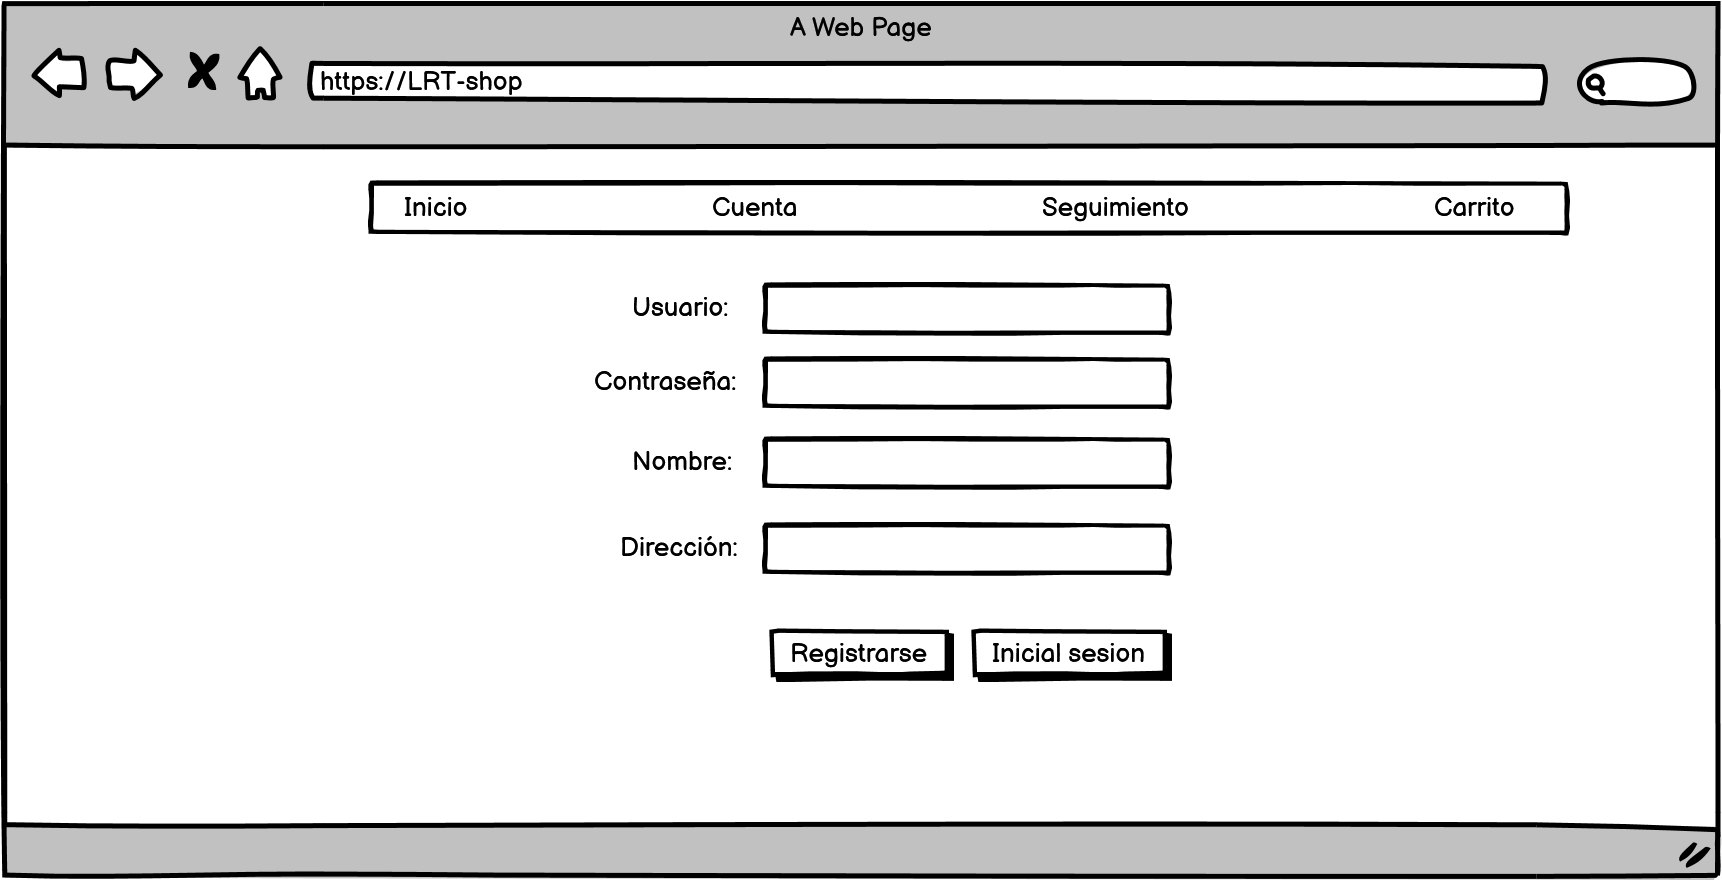 A Web Page
https://LRT-shop
Inicio Cuenta Seguimiento Carrito
Usuario:
Contraseña:
Nombre:
Dirección:
Registrarse Inicial sesion